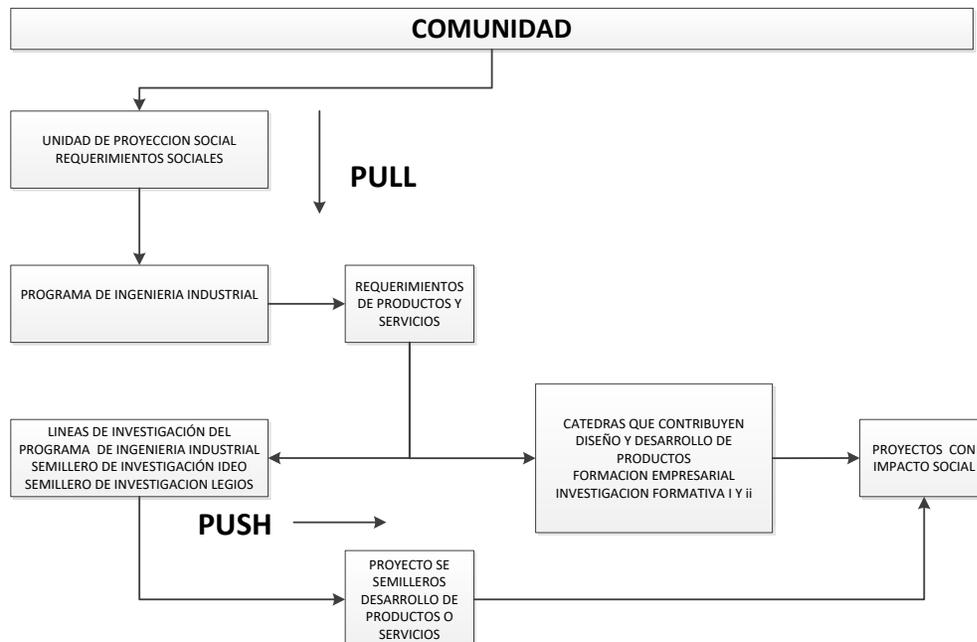 COMUNIDAD
UNIDAD DE PROYECCION SOCIAL
REQUERIMIENTOS SOCIALES
PULL
PROGRAMA DE INGENIERIA INDUSTRIAL
REQUERIMIENTOS
DE PRODUCTOS Y
SERVICIOS
LINEAS DE INVESTIGACIÓN DEL
PROGRAMA DE INGENIERIA INDUSTRIAL
SEMILLERO DE INVESTIGACIÓN IDEO
SEMILLERO DE INVESTIGACION LEGIOS
CATEDRAS QUE CONTRIBUYEN
DISEÑO Y DESARROLLO DE
PRODUCTOS
FORMACION EMPRESARIAL
INVESTIGACION FORMATIVA I Y ii
PROYECTOS CON
IMPACTO SOCIAL
PUSH
PROYECTO SE
SEMILLEROS
DESARROLLO DE
PRODUCTOS O
SERVICIOS